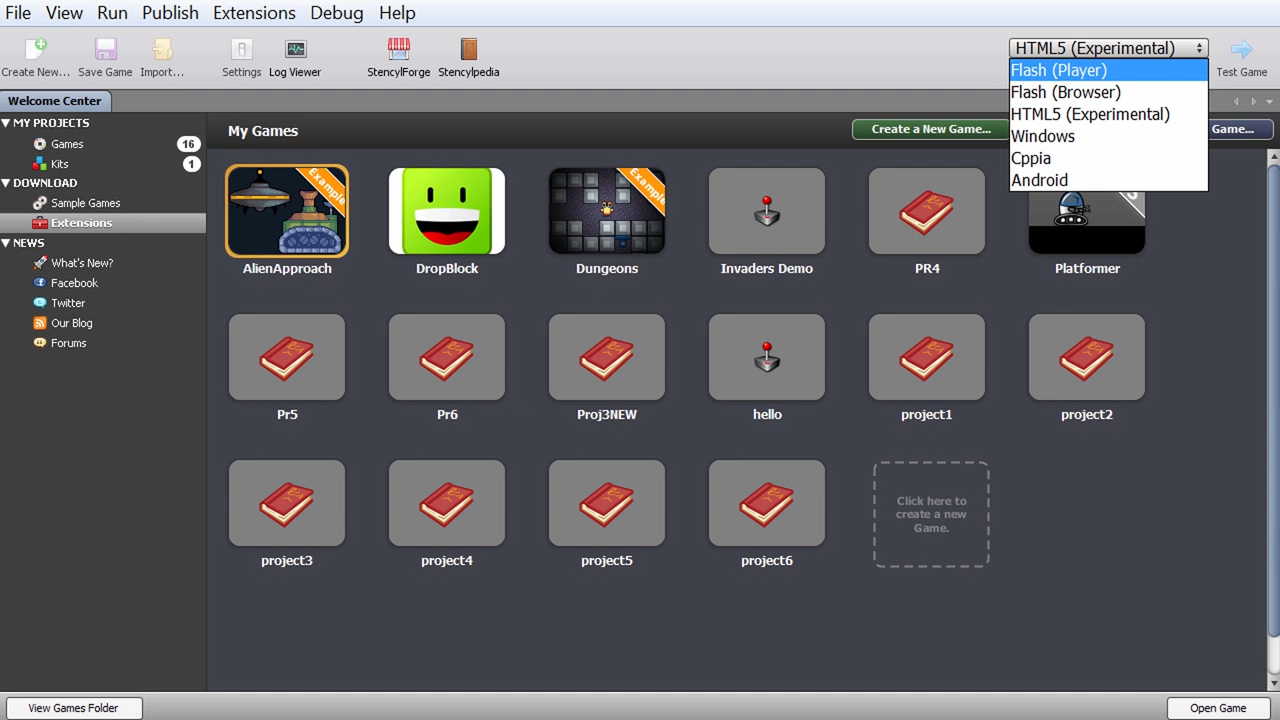 File View Run Publish Extensions Debug Help
Create New... Save Game Import... Settings Log Viewer StencylForge Stencylpedia
HTML5 (Experimental)
Test Game
Flash (Player)
Flash (Browser)
HTML5 (Experimental)
Windows
Cppia
Android
Welcome Center
MY PROJECTS
Games 16
Kits 1
DOWNLOAD
Sample Games
Extensions
NEWS
What's New?
Facebook
Twitter
Our Blog
Forums
My Games
Create a New Game...
Game...
Example
Example
AlienApproach DropBlock Dungeons Invaders Demo PR4 Platformer
Pr5 Pr6 Proj3NEW hello project1 project2
Click here to
create a new
Game.
project3 project4 project5 project6
View Games Folder
Open Game